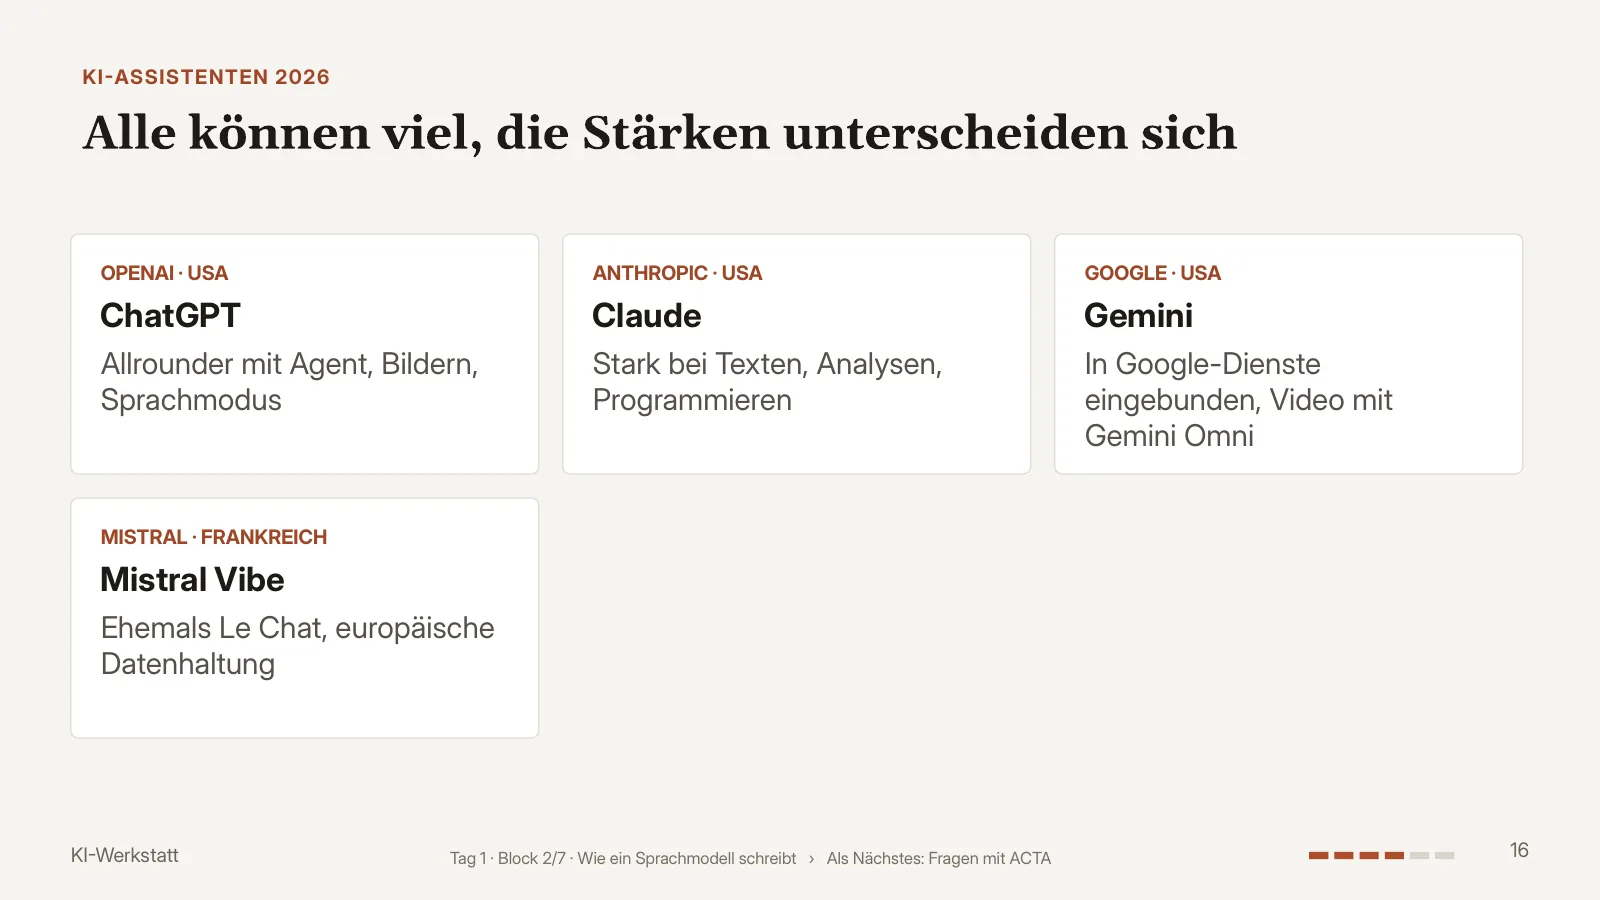 KI-ASSISTENTEN 2026
Alle können viel, die Stärken unterscheiden sich
OPENAI · USA
ChatGPT
Allrounder mit Agent, Bildern,
Sprachmodus
ANTHROPIC · USA
Claude
Stark bei Texten, Analysen,
Programmieren
GOOGLE · USA
Gemini
In Google-Dienste
eingebunden, Video mit
Gemini Omni
MISTRAL · FRANKREICH
Mistral Vibe
Ehemals Le Chat, europäische
Datenhaltung
KI-Werkstatt
Tag 1 · Block 2/7 · Wie ein Sprachmodell schreibt › Als Nächstes: Fragen mit ACTA
16